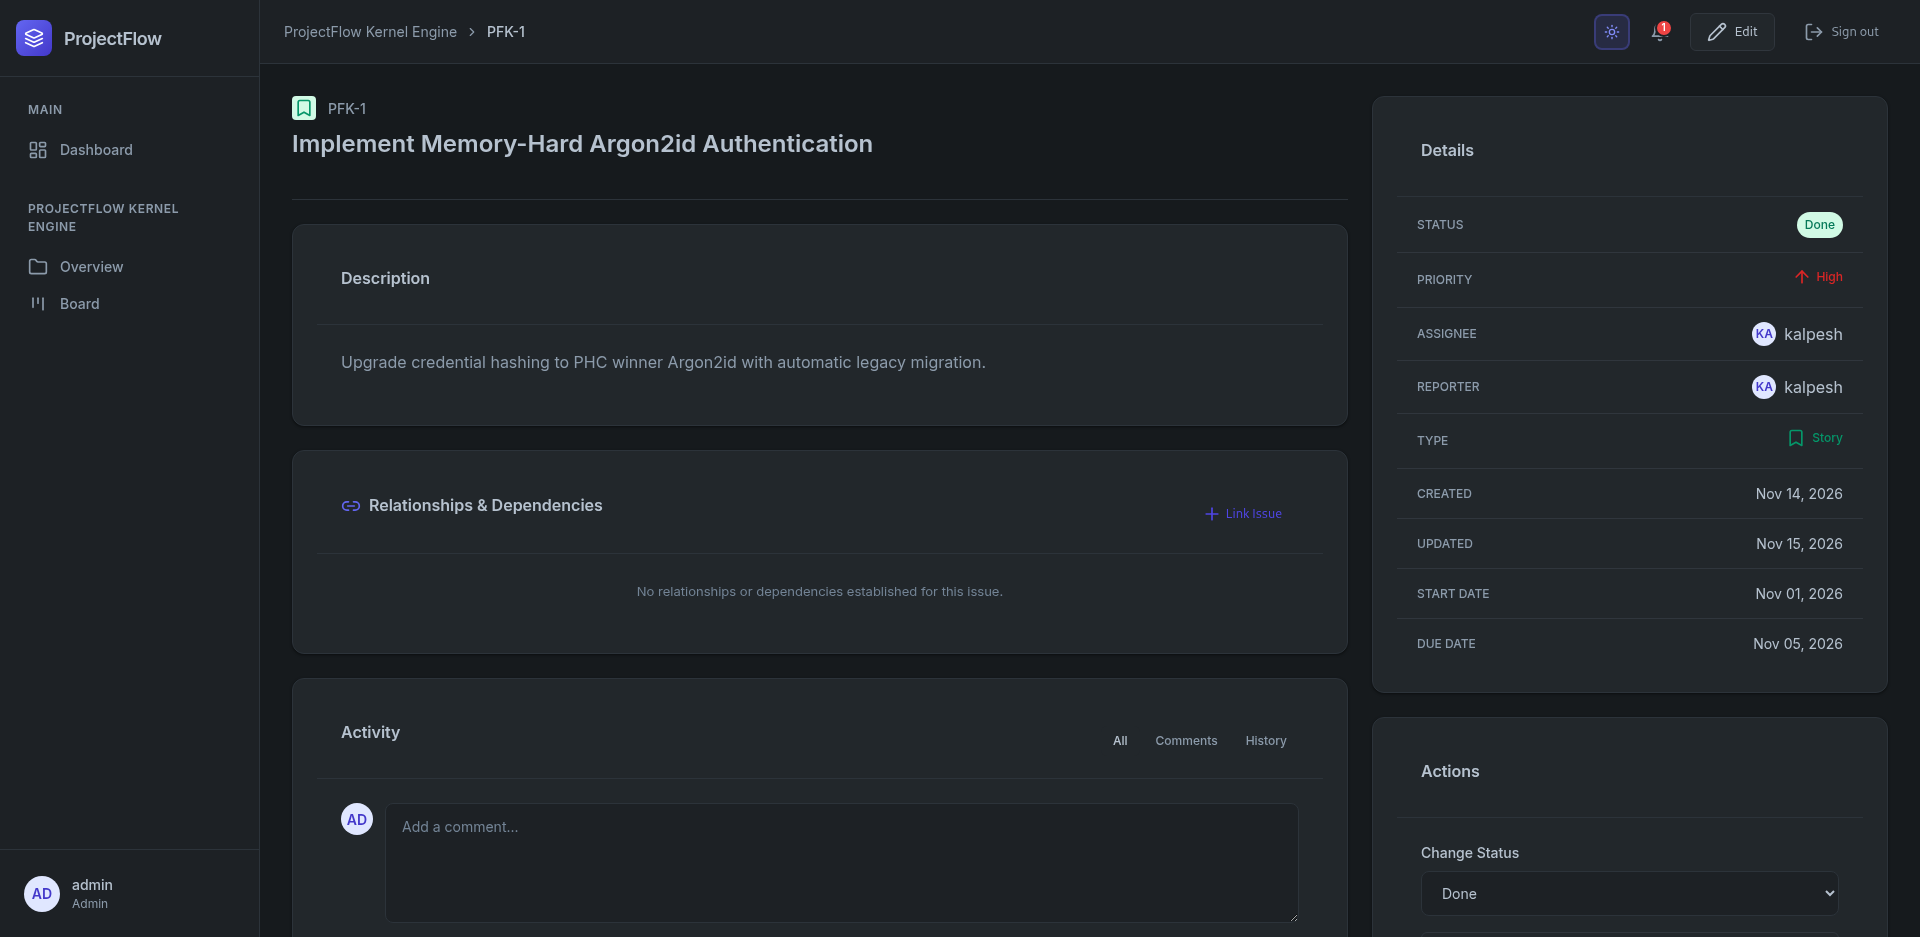 ProjectFlow
ProjectFlow Kernel Engine > PFK-1
1
Edit
Sign out
MAIN
Dashboard
PROJECTFLOW KERNEL
ENGINE
Overview
Board
admin
Admin
AD
PFK-1
Implement Memory-Hard Argon2id Authentication
Description
Upgrade credential hashing to PHC winner Argon2id with automatic legacy migration.
Relationships & Dependencies
Link Issue
No relationships or dependencies established for this issue.
Activity
All
Comments
History
AD
Add a comment...
Details
STATUS
Done
PRIORITY
High
ASSIGNEE
KA kalpesh
REPORTER
KA kalpesh
TYPE
Story
CREATED
Nov 14, 2026
UPDATED
Nov 15, 2026
START DATE
Nov 01, 2026
DUE DATE
Nov 05, 2026
Actions
Change Status
Done